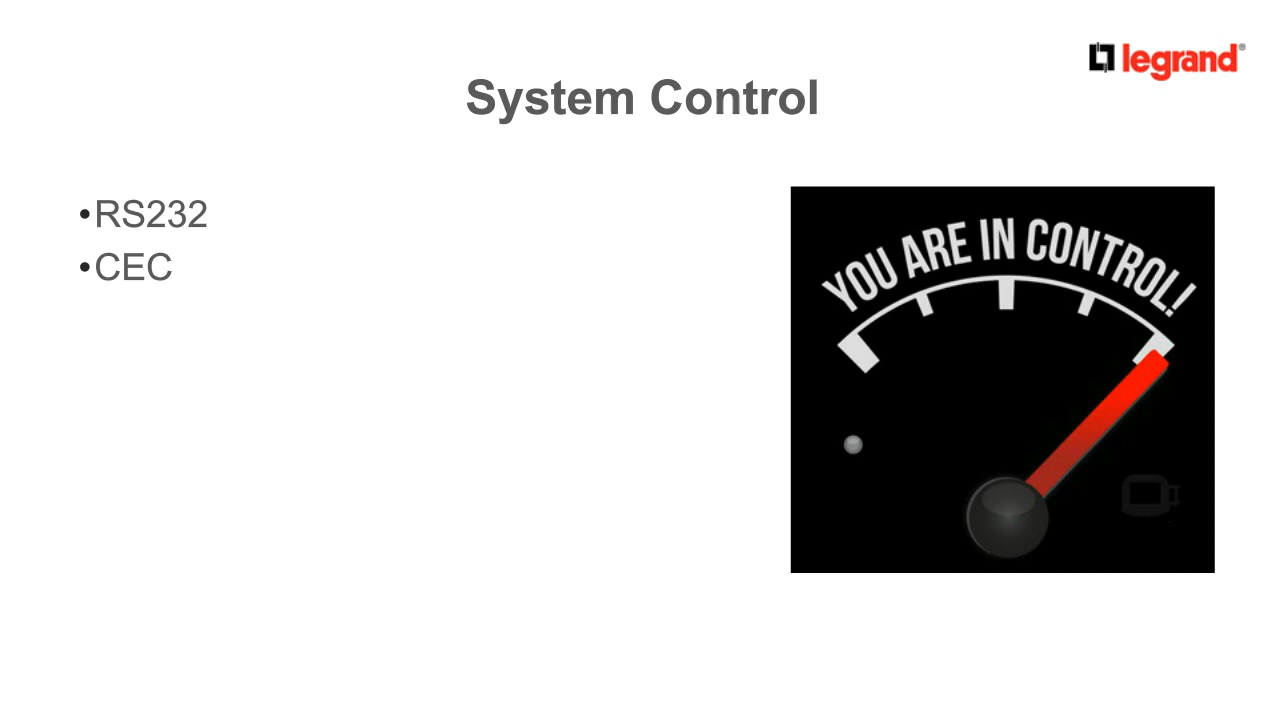 legrand®
System Control
•RS232
•CEC
YOU ARE IN CONTROL!